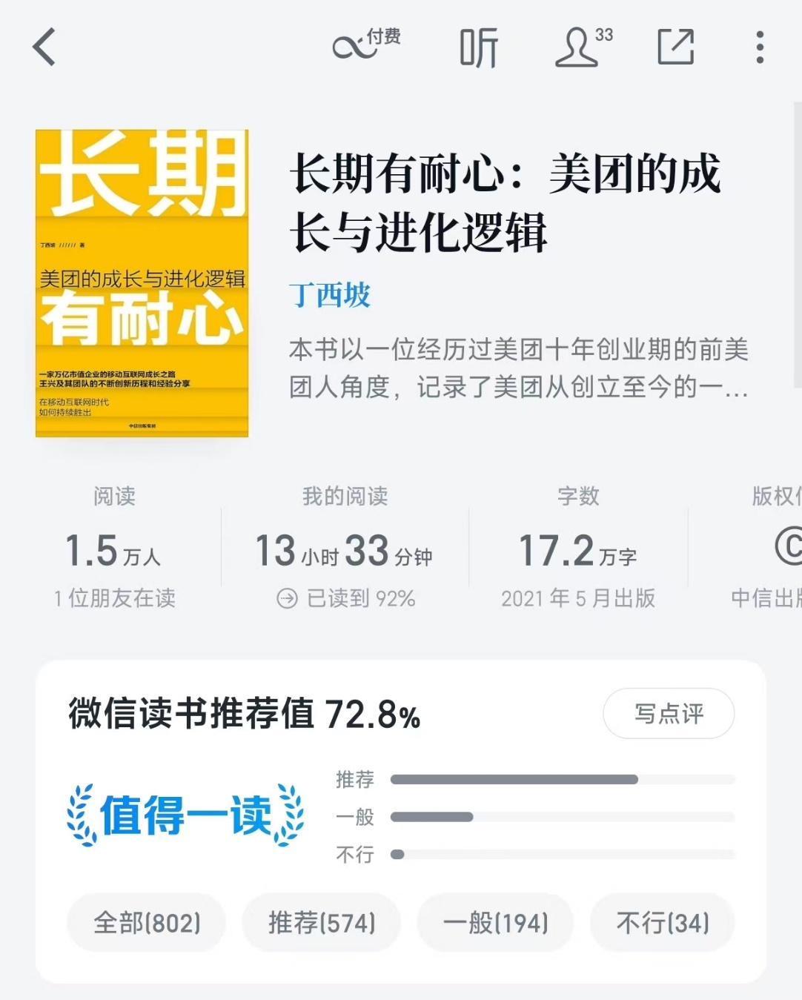 付费
听
33
长期
丁西坡 ////// 著
美团的成长与进化逻辑
有耐心
一家万亿市值企业的移动互联网成长之路
王兴及其团队的不断创新历程和经验分享
在移动互联网时代
如何持续胜出
中信出版集团
长期有耐心：美团的成
长与进化逻辑
丁西坡
本书以一位经历过美团十年创业期的前美
团人角度，记录了美团从创立至今的一...
阅读
1.5万人
1 位朋友在读
我的阅读
13小时33分钟
已读到 92%
字数
17.2万字
2021 年 5 月出版
版权
©
中信出
微信读书推荐值 72.8%
写点评
值得一读
推荐
一般
不行
全部(802)
推荐(574)
一般(194)
不行(34)